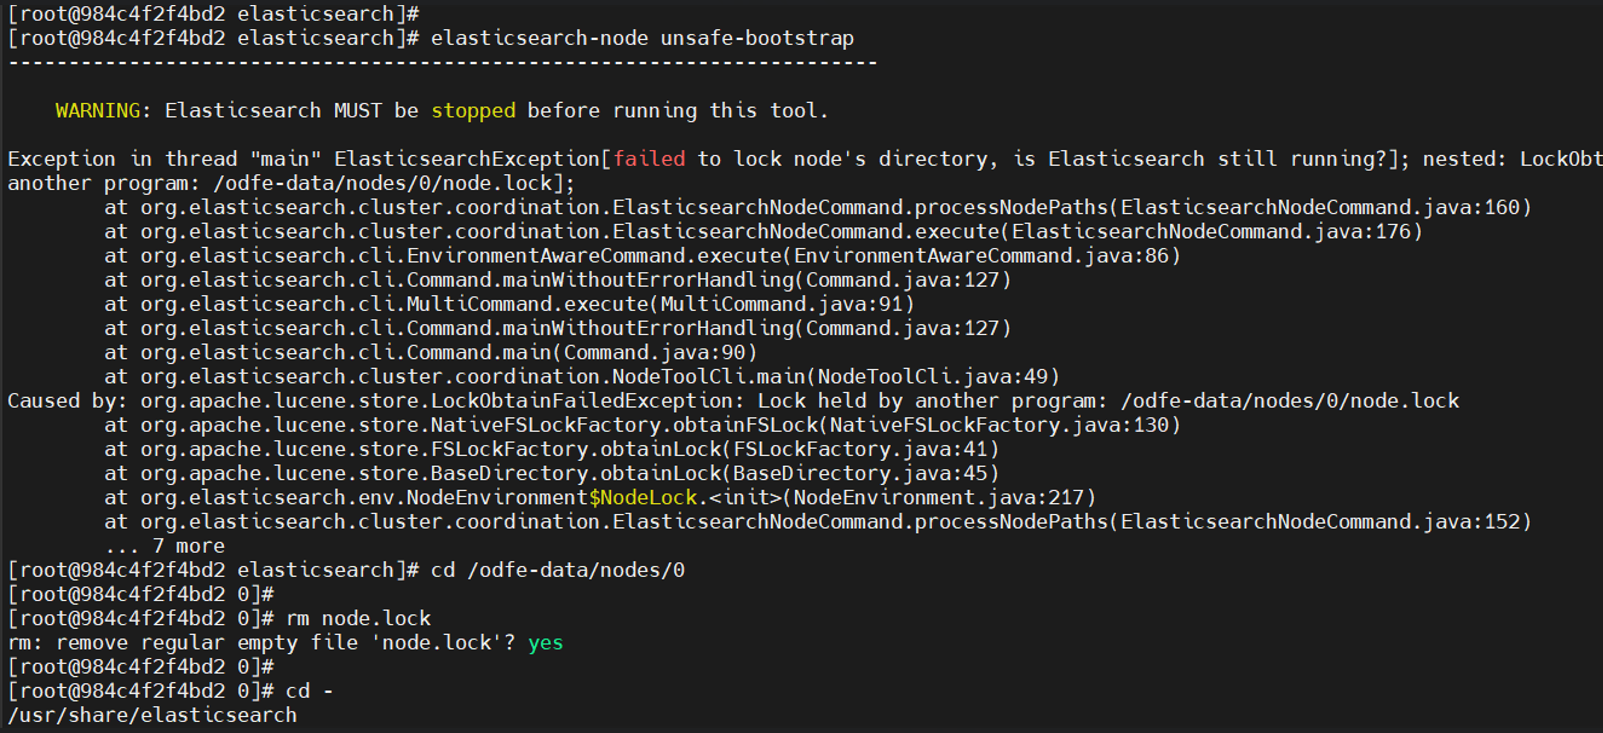 [root@984c4f2f4bd2 elasticsearch]#
[root@984c4f2f4bd2 elasticsearch]# elasticsearch-node unsafe-bootstrap
------------------------------------------------------------------------
WARNING: Elasticsearch MUST be stopped before running this tool.
Exception in thread "main" ElasticsearchException[failed to lock node's directory, is Elasticsearch still running?]; nested: LockObt
another program: /odfe-data/nodes/0/node.lock];
at org.elasticsearch.cluster.coordination.ElasticsearchNodeCommand.processNodePaths(ElasticsearchNodeCommand.java:160)
at org.elasticsearch.cluster.coordination.ElasticsearchNodeCommand.execute(ElasticsearchNodeCommand.java:176)
at org.elasticsearch.cli.EnvironmentAwareCommand.execute(EnvironmentAwareCommand.java:86)
at org.elasticsearch.cli.Command.mainWithoutErrorHandling(Command.java:127)
at org.elasticsearch.cli.MultiCommand.execute(MultiCommand.java:91)
at org.elasticsearch.cli.Command.mainWithoutErrorHandling(Command.java:127)
at org.elasticsearch.cli.Command.main(Command.java:90)
at org.elasticsearch.cluster.coordination.NodeToolCli.main(NodeToolCli.java:49)
Caused by: org.apache.lucene.store.LockObtainFailedException: Lock held by another program: /odfe-data/nodes/0/node.lock
at org.apache.lucene.store.NativeFSLockFactory.obtainFSLock(NativeFSLockFactory.java:130)
at org.apache.lucene.store.FSLockFactory.obtainLock(FSLockFactory.java:41)
at org.apache.lucene.store.BaseDirectory.obtainLock(BaseDirectory.java:45)
at org.elasticsearch.env.NodeEnvironment$NodeLock.<init>(NodeEnvironment.java:217)
at org.elasticsearch.cluster.coordination.ElasticsearchNodeCommand.processNodePaths(ElasticsearchNodeCommand.java:152)
... 7 more
[root@984c4f2f4bd2 elasticsearch]# cd /odfe-data/nodes/0
[root@984c4f2f4bd2 0]#
[root@984c4f2f4bd2 0]# rm node.lock
rm: remove regular empty file 'node.lock'? yes
[root@984c4f2f4bd2 0]#
[root@984c4f2f4bd2 0]# cd -
/usr/share/elasticsearch